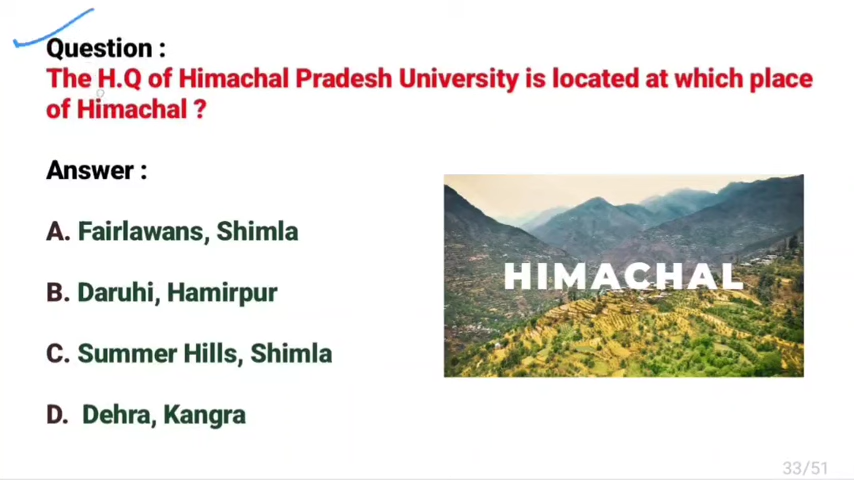 Question :
The H.Q of Himachal Pradesh University is located at which place
of Himachal ?
Answer :
A. Fairlawans, Shimla
B. Daruhi, Hamirpur
C. Summer Hills, Shimla
D. Dehra, Kangra
HIMACHAL
33/51